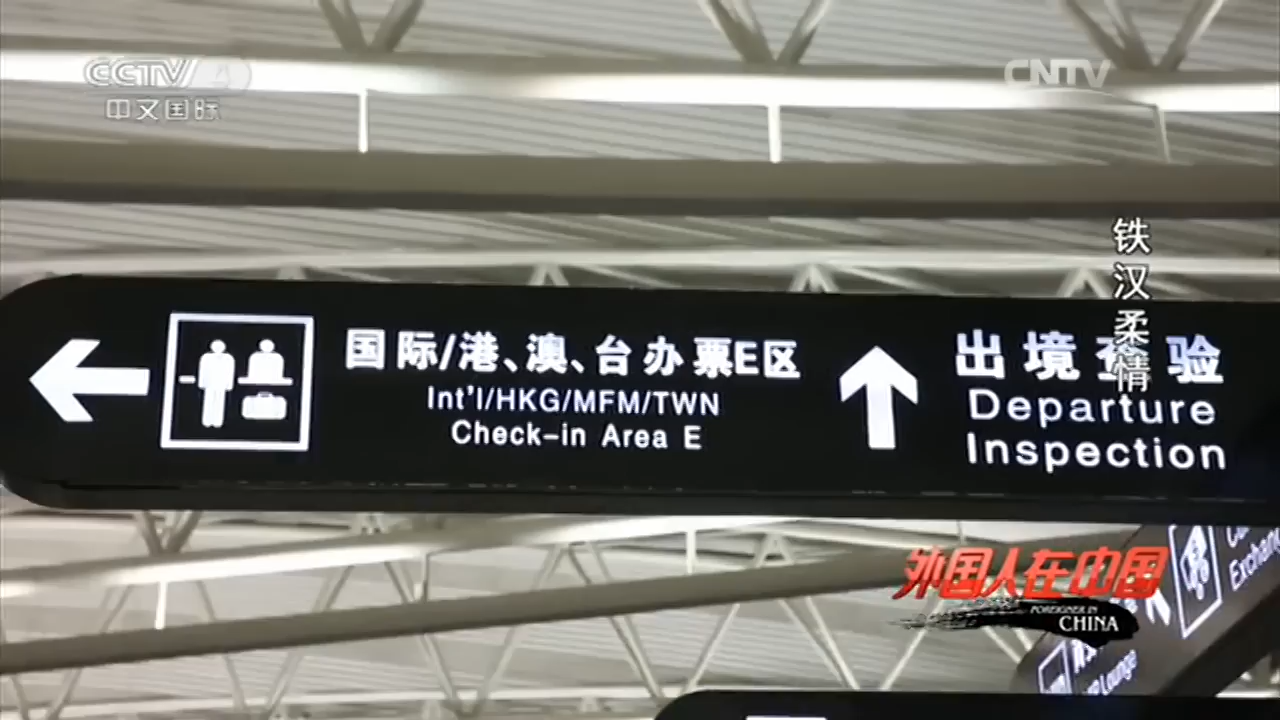 CCTV 4
中文国际
CNTV
铁汉柔情
国际/港、澳、台办票E区
Int'l/HKG/MFM/TWN
Check-in Area E
出境查验
Departure
Inspection
外国人在中国
FOREIGNER IN
CHINA
Exchan
Lounge